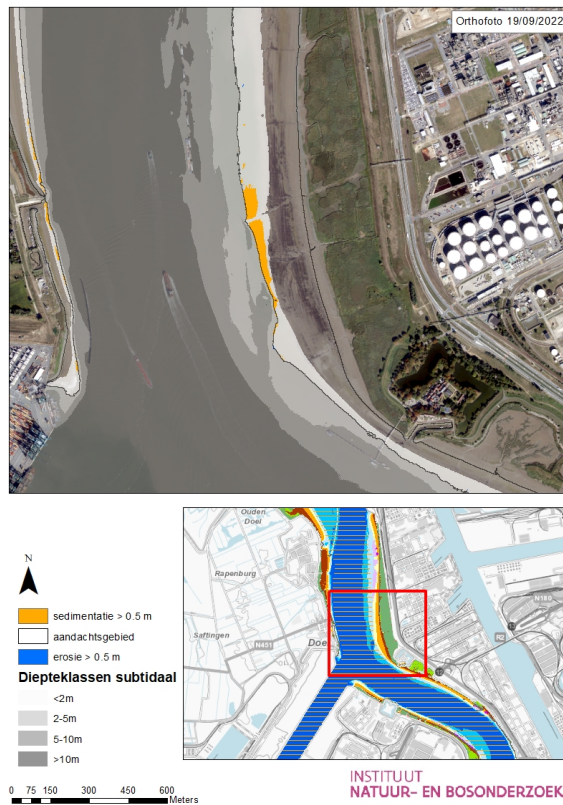 Orthofoto 19/09/2022
N
sedimentatie > 0.5 m
aandachtsgebied
erosie > 0.5 m
Diepteklassen subtidaal
<2m
2-5m
5-10m
>10m
0 75 150 300 450 600
Meters
Ouden
Doel
Rapenburg
Saftingen
N451
Doe
N180
R2
INSTITUUT
NATUUR- EN BOSONDERZOEK